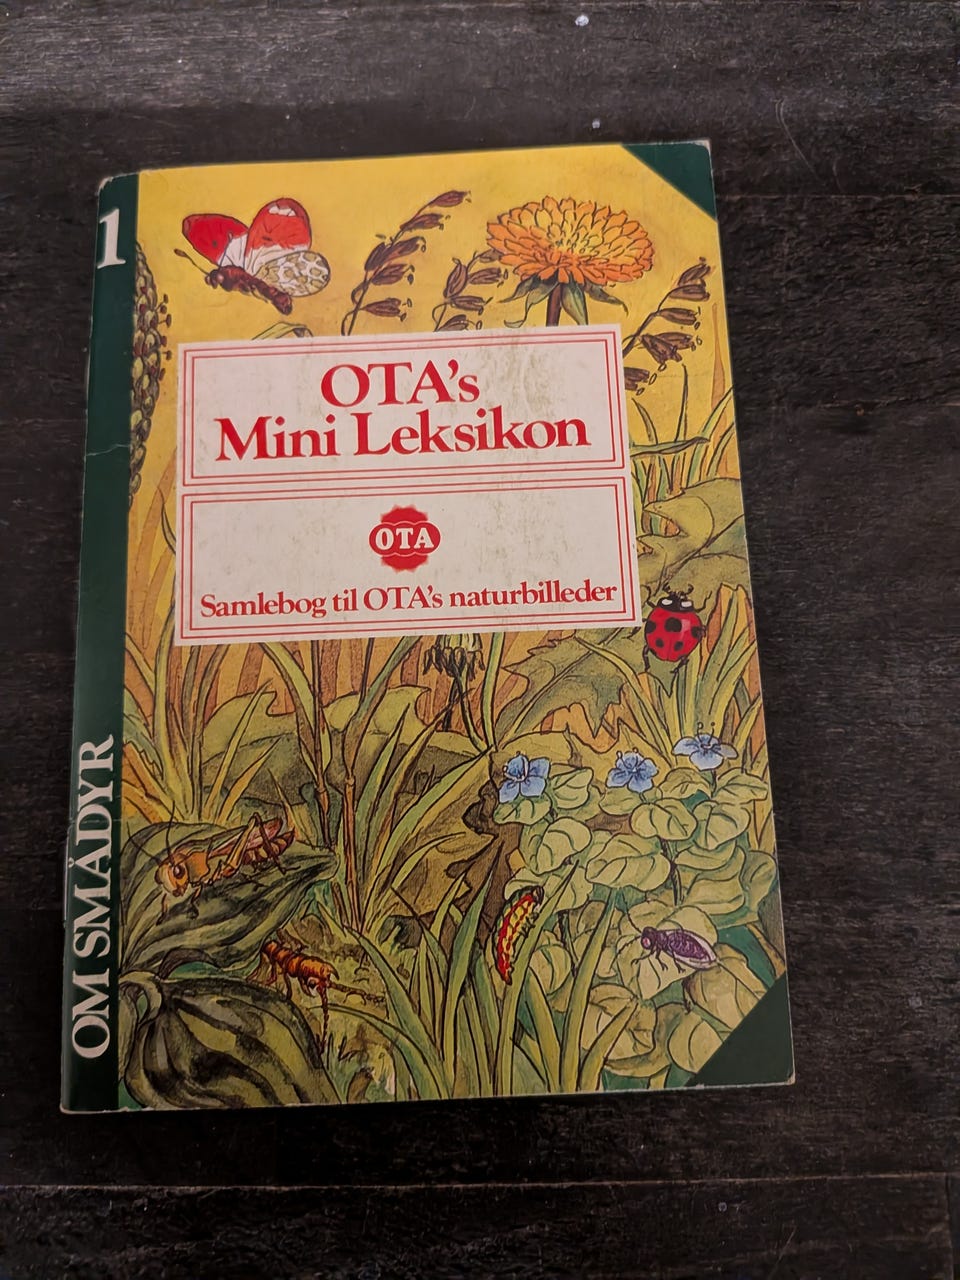 1
OTA's
Mini Leksikon
OTA
Samlebog til OTA's naturbilleder
OM SMÅDYR